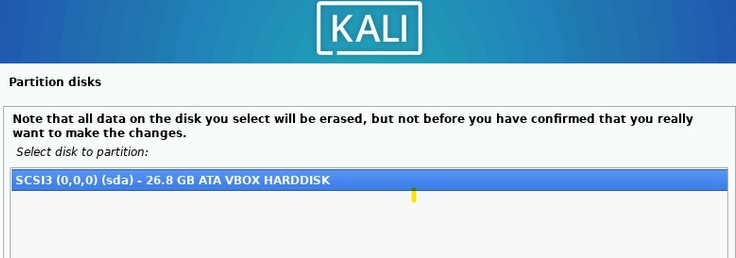 KALI
Partition disks
Note that all data on the disk you select will be erased, but not before you have confirmed that you really
want to make the changes.
Select disk to partition:
SCSI3 (0,0,0) (sda) - 26.8 GB ATA VBOX HARDDISK